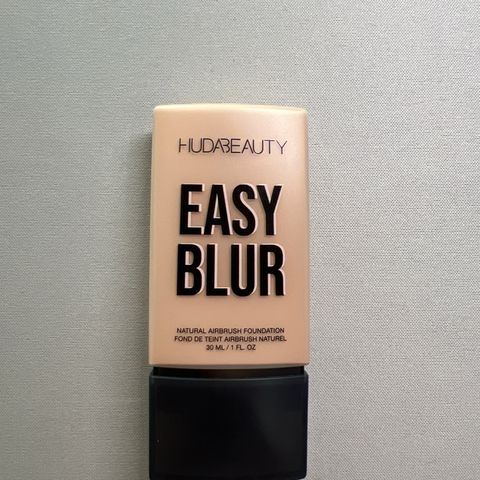 HUDABEAUTY
EASY
BLUR
NATURAL AIRBRUSH FOUNDATION
FOND DE TEINT AIRBRUSH NATUREL
30 ML / 1 FL. OZ